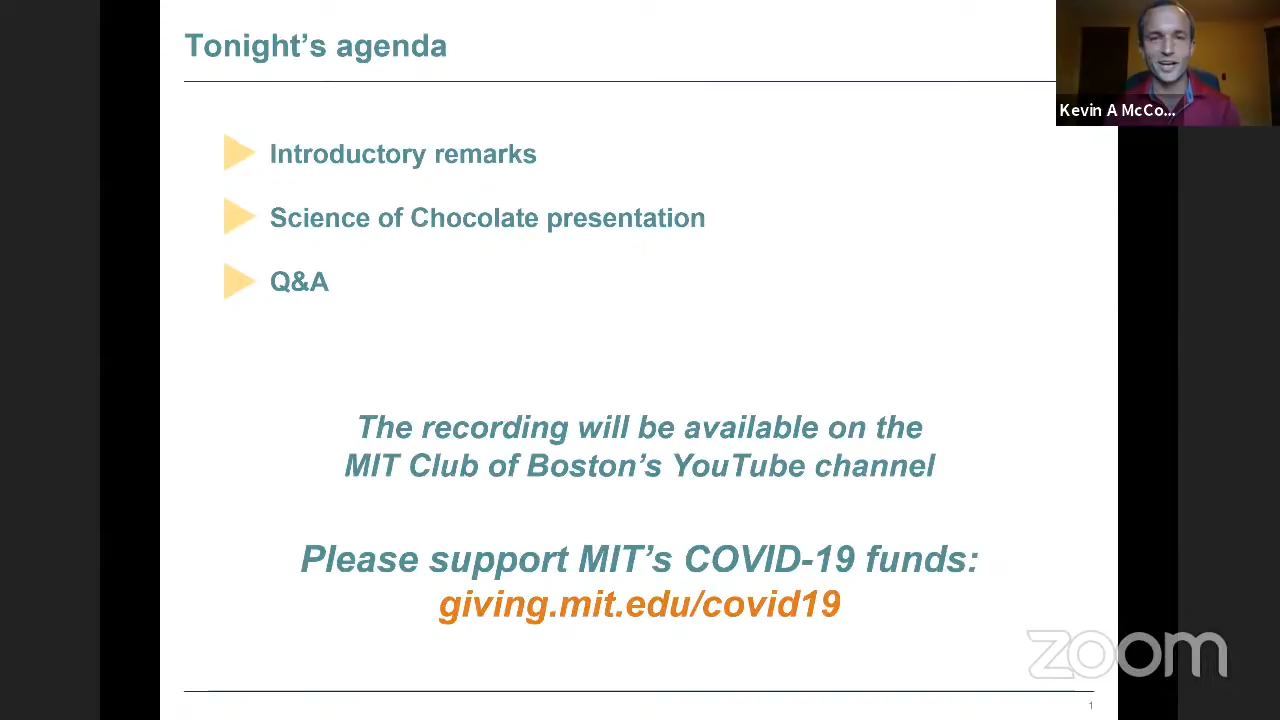 Tonight's agenda
Kevin A McCo...
Introductory remarks
Science of Chocolate presentation
Q&A
The recording will be available on the
MIT Club of Boston's YouTube channel
Please support MIT's COVID-19 funds:
giving.mit.edu/covid19
zoom
1